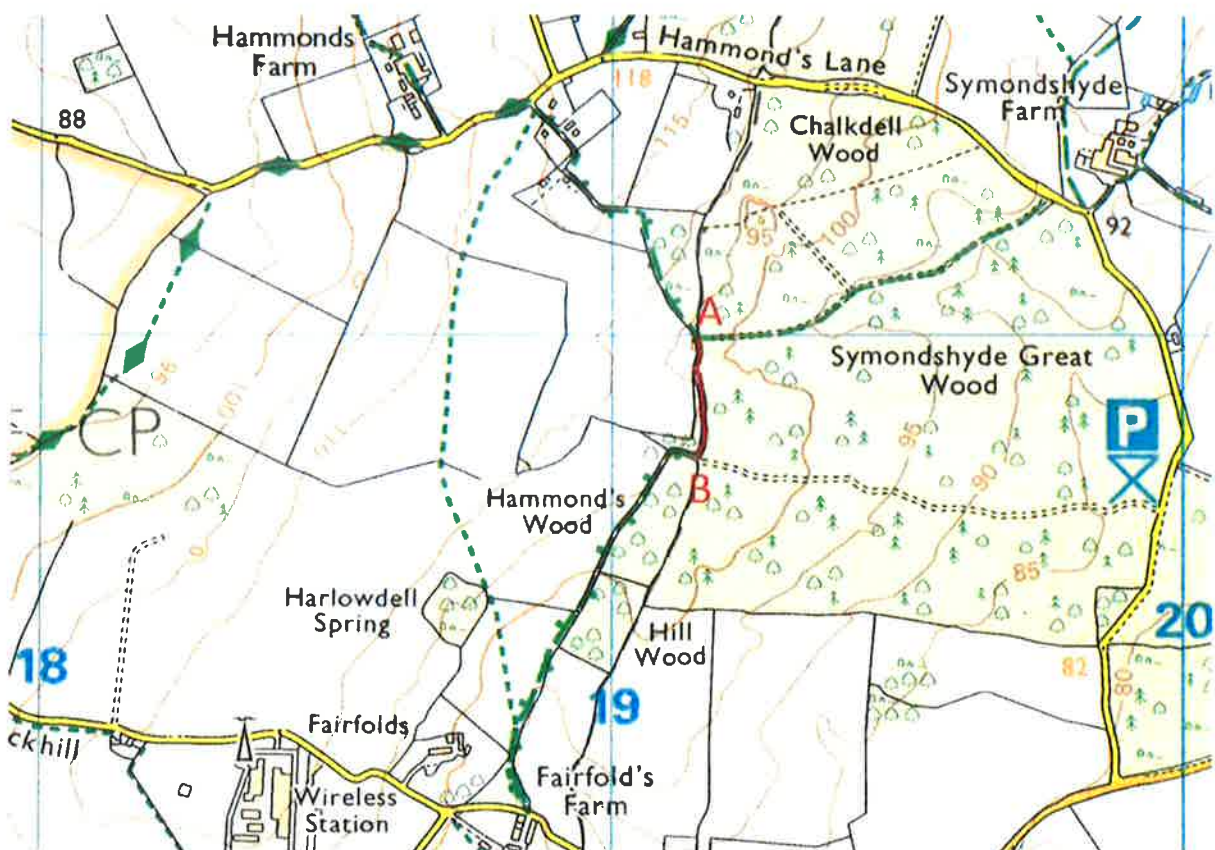 Hammonds
Farm
Hammond's Lane
118
Symondshyde
Farm
88
Chalkdell
Wood
115
95
100
92
A
Symondshyde Great
Wood
96
100
CP
P
B
95
90
Hammond's
Wood
85
Harlowdell
Spring
Hill
Wood
20
18
82
80
19
Fairfolds
ckhill
Fairfold's
Farm
Wireless
Station